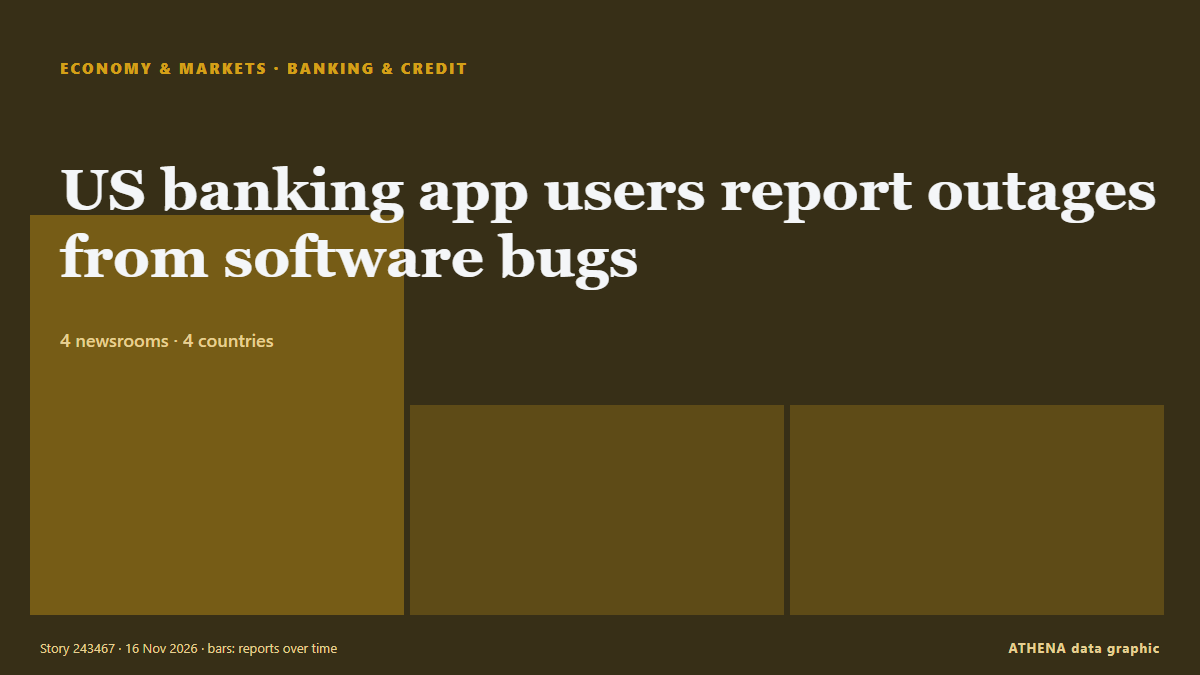 ECONOMY & MARKETS · BANKING & CREDIT
US banking app users report outages
from software bugs
4 newsrooms · 4 countries
Story 243467 · 16 Nov 2026 · bars: reports over time
ATHENA data graphic